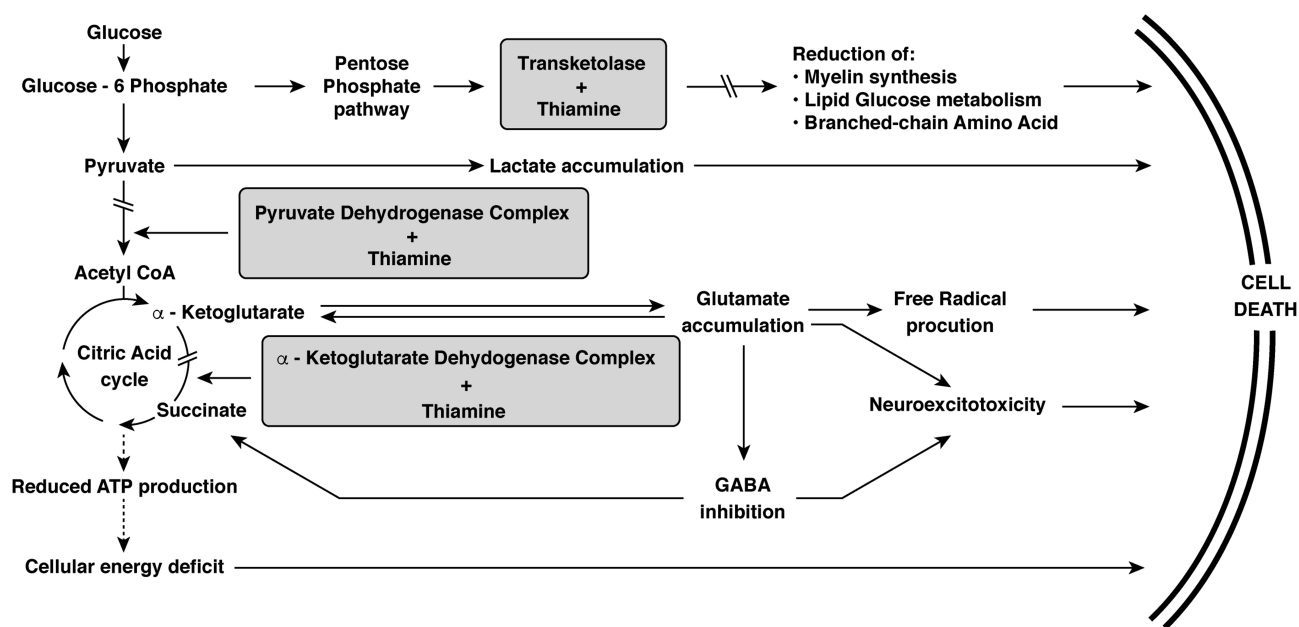 Glucose
Glucose - 6 Phosphate
Pentose
Phosphate
pathway
Transketolase
+
Thiamine
Reduction of:
· Myelin synthesis
· Lipid Glucose metabolism
· Branched-chain Amino Acid
Pyruvate
Lactate accumulation
Pyruvate Dehydrogenase Complex
+
Thiamine
Acetyl CoA
α - Ketoglutarate
Glutamate
accumulation
Free Radical
procution
CELL
DEATH
Citric Acid
cycle
α - Ketoglutarate Dehydogenase Complex
+
Thiamine
Succinate
Neuroexcitotoxicity
Reduced ATP production
GABA
inhibition
Cellular energy deficit